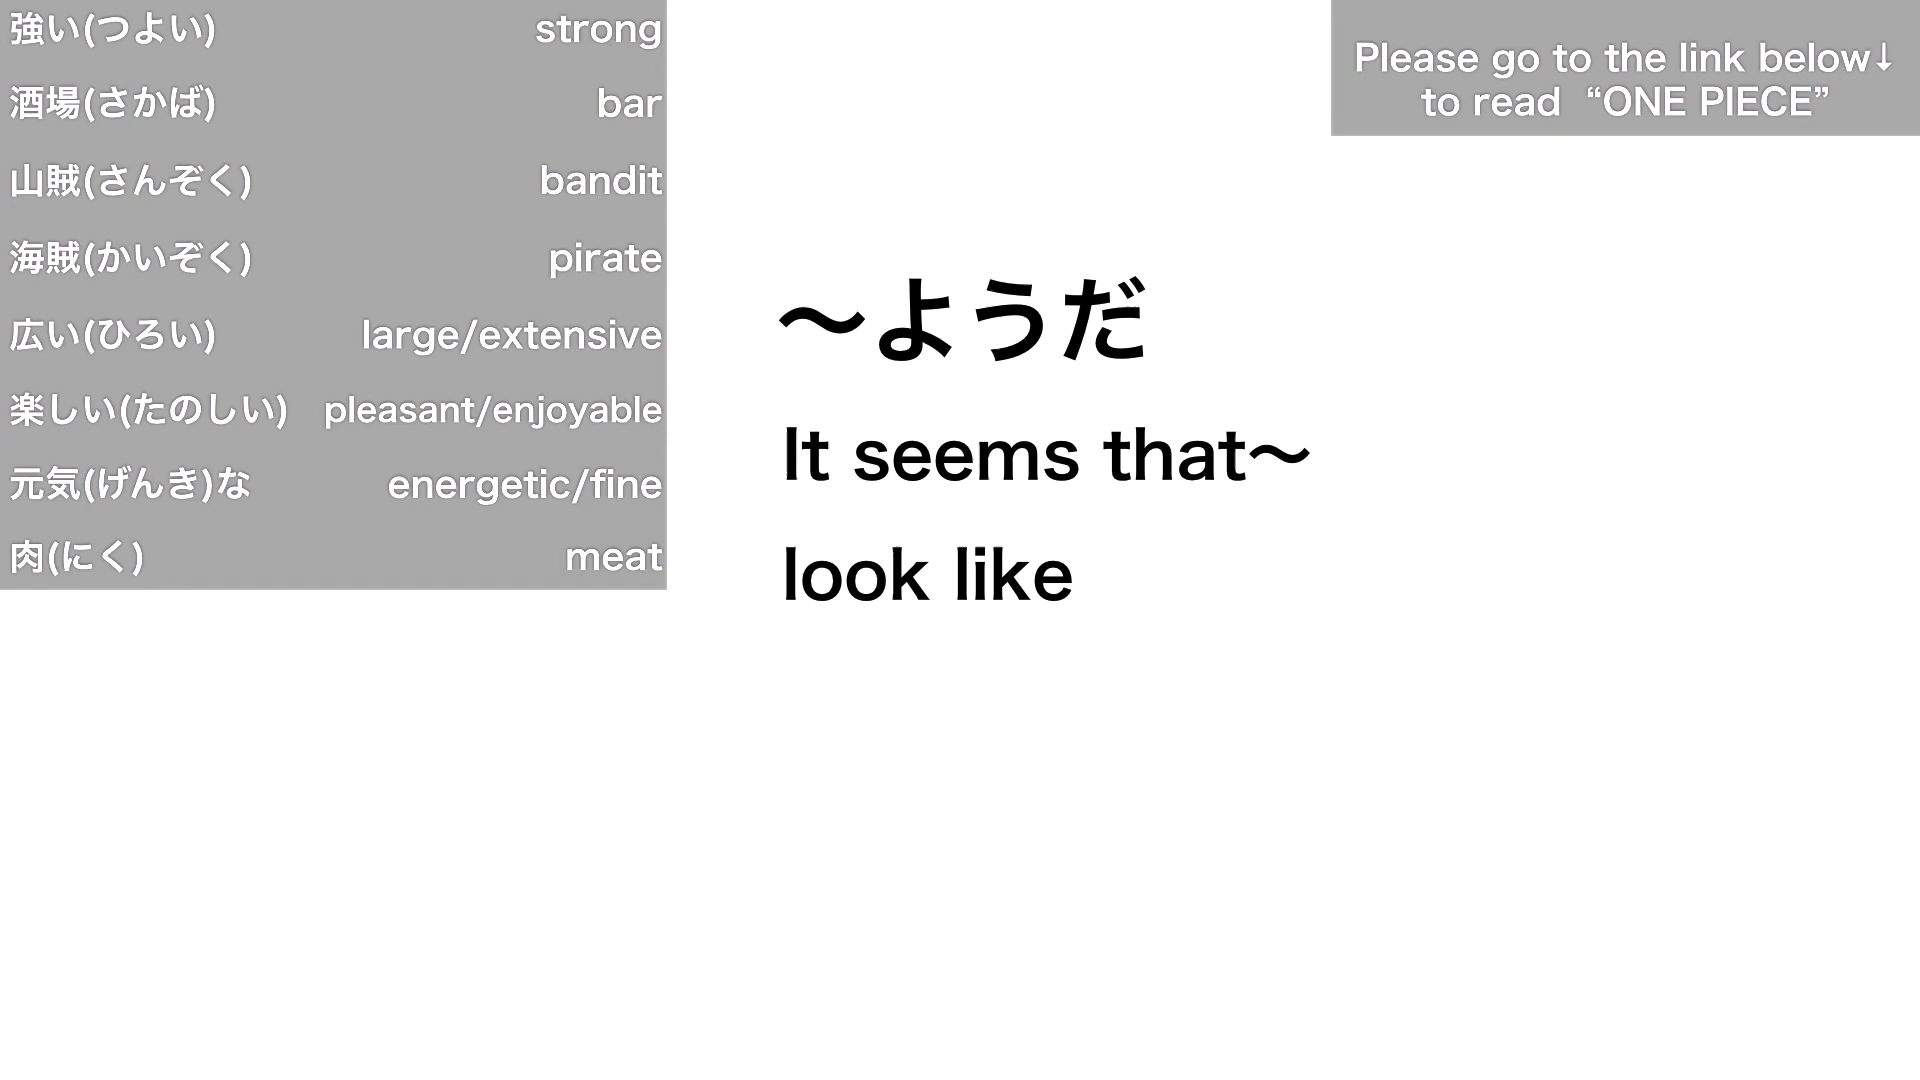 強い(つよい) strong
酒場(さかば) bar
山賊(さんぞく) bandit
海賊(かいぞく) pirate
広い(ひろい) large/extensive
楽しい(たのしい) pleasant/enjoyable
元気(げんき)な energetic/fine
肉(にく) meat
Please go to the link below↓
to read “ONE PIECE”
〜ようだ
It seems that〜
look like